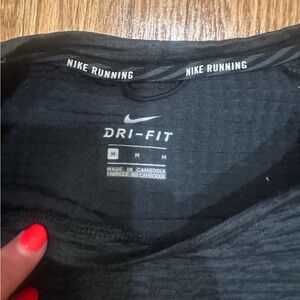 NIKE RUNNING NIKE RUNNING
DRI-FIT
M M M
MADE IN CAMBODIA
FABRIQUÉ AU CAMBODGE